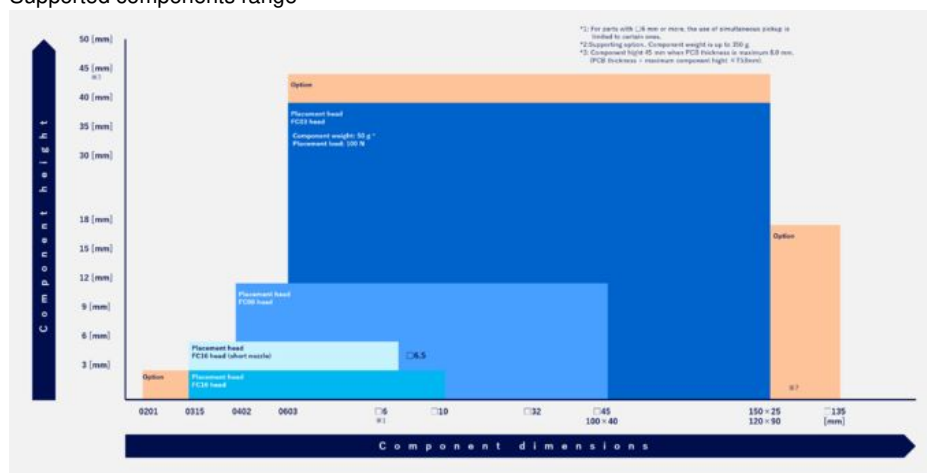 Supported components range
*1: For parts with □6 mm or more, the use of simultaneous pickup is
limited to certain ones.
*2:Supporting option. Component weight is up to 350 g
*3: Component hight 45 mm when PCB thickness is maximum 8.0 mm.
50 [mm]
45 [mm]
※3
40 [mm]
35 [mm]
30 [mm]
18 [mm]
15 [mm]
12 [mm]
9 [mm]
6 [mm]
3 [mm]
Component height
Option
Placement head
FC03 head
Component weight: 50 g *
Placement load: 100 N
Option
Placement head
FC08 head
Placement head
FC16 head (short nozzle)
□6.5
Option
Placement head
FC16 head
0201 0315 0402 0603 □6 □10 □32 □45 150×25 □135
※1 100×40 120×90 [mm]
Component dimensions